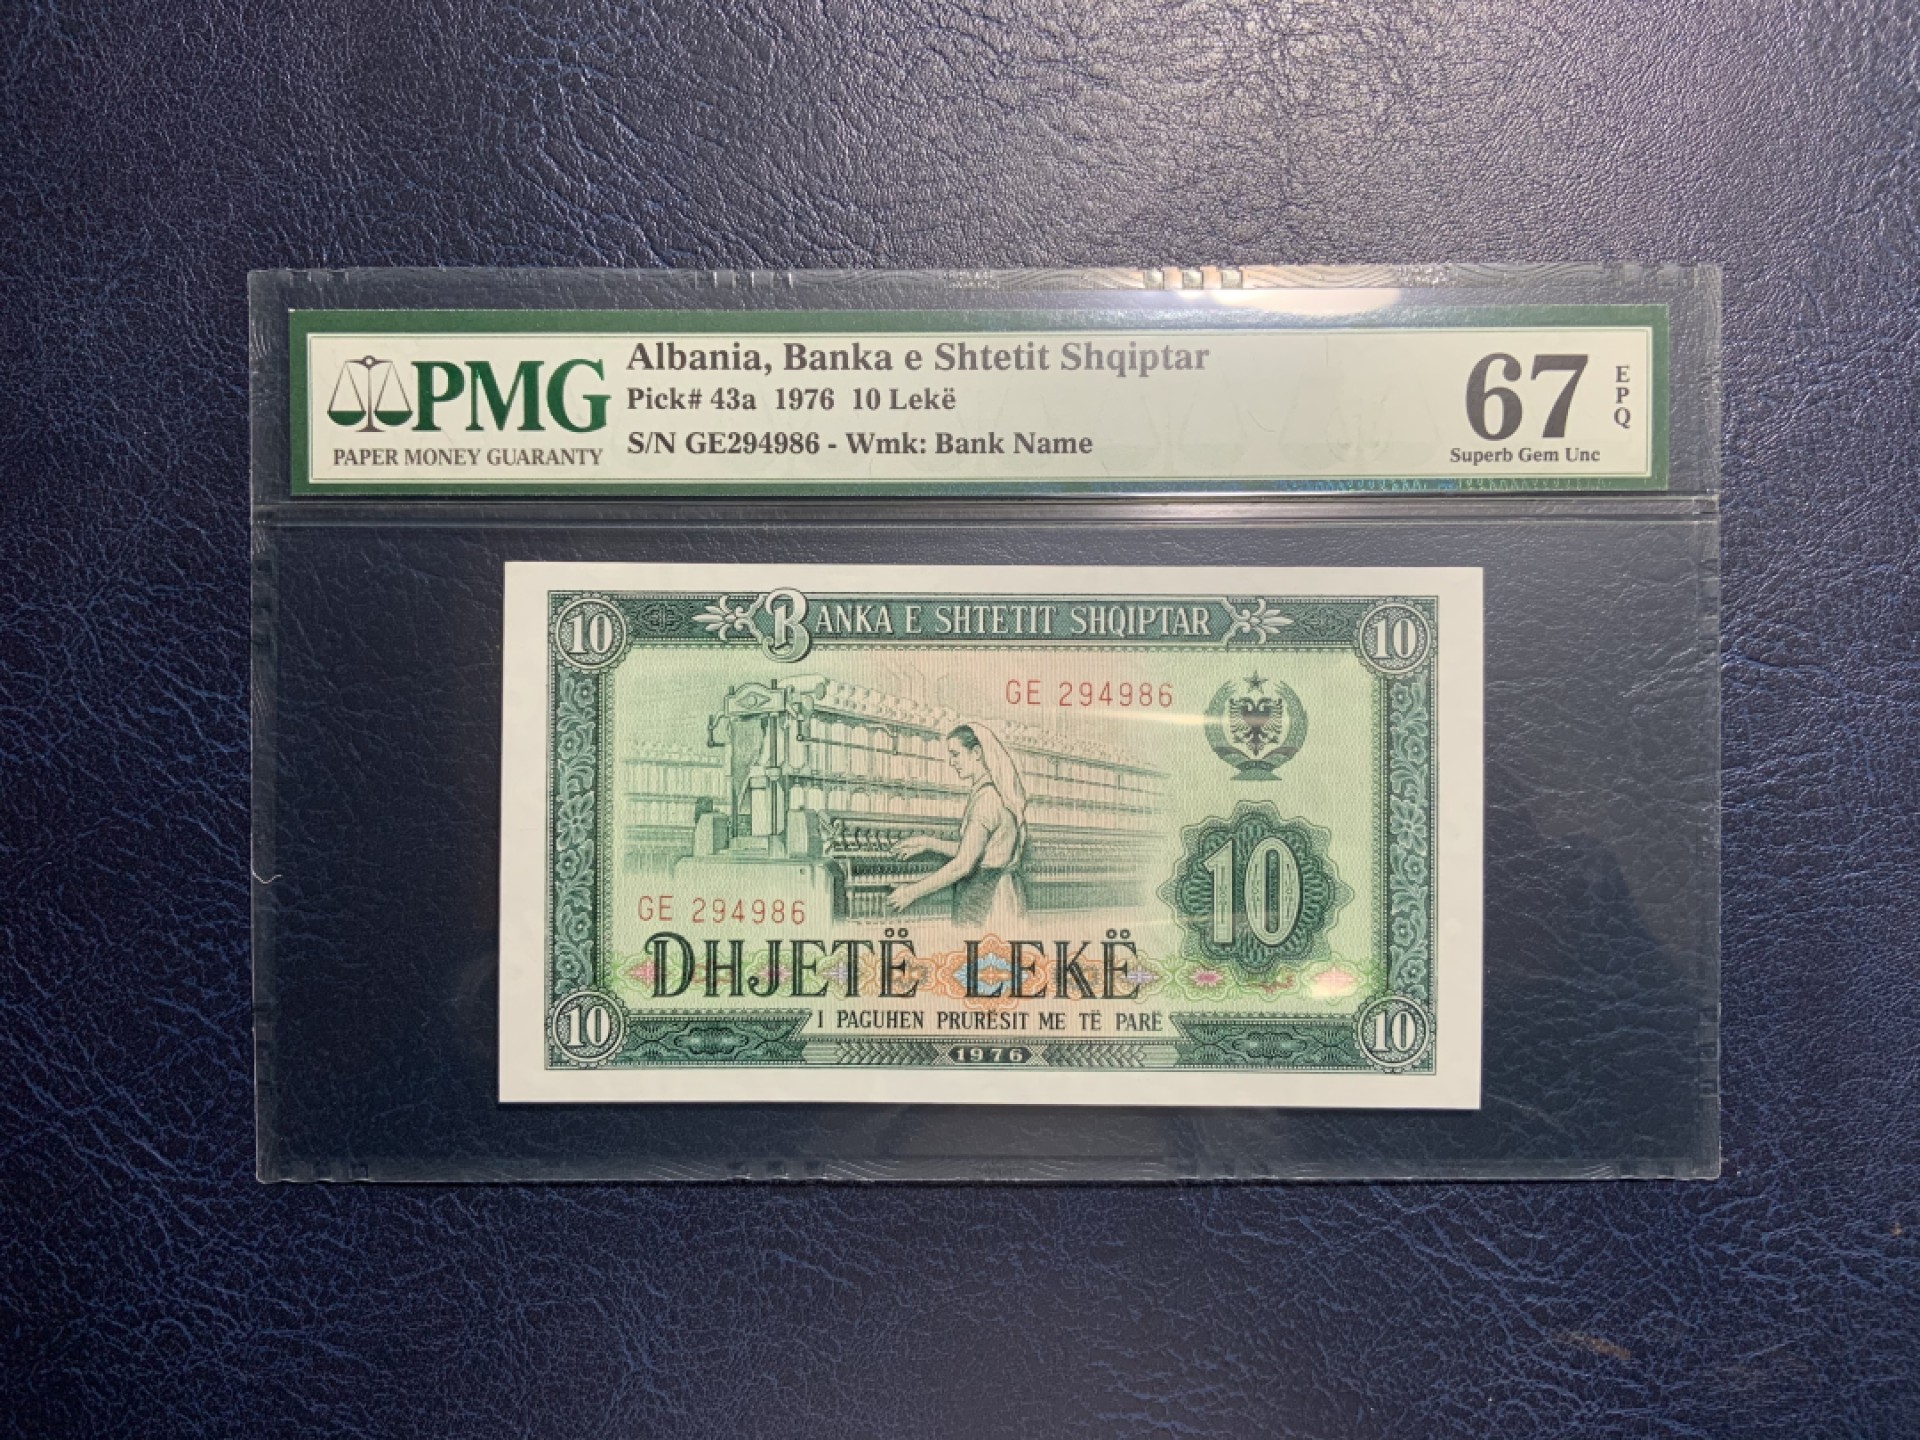 PMG
PAPER MONEY GUARANTY
Albania, Banka e Shtetit Shqiptar
Pick# 43a 1976 10 Lekë
S/N GE294986 - Wmk: Bank Name
67
EPQ
Superb Gem Unc
10
BANKA E SHTETIT SHQIPTAR
10
GE 294986
10
GE 294986
DHJETË LEKË
10
I PAGUHEN PRURËSIT ME TË PARË
10
1976